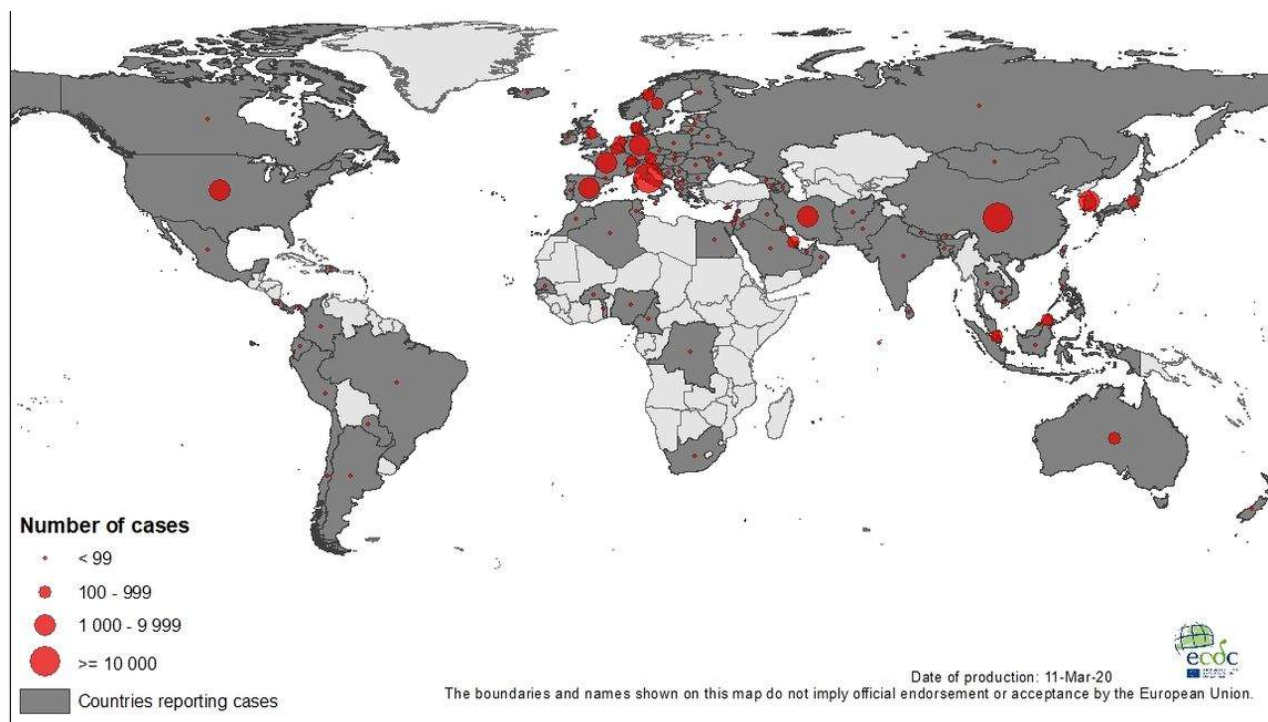 Number of cases
< 99
100 - 999
1 000 - 9 999
>= 10 000
Countries reporting cases
ecdc
Date of production: 11-Mar-20
The boundaries and names shown on this map do not imply official endorsement or acceptance by the European Union.